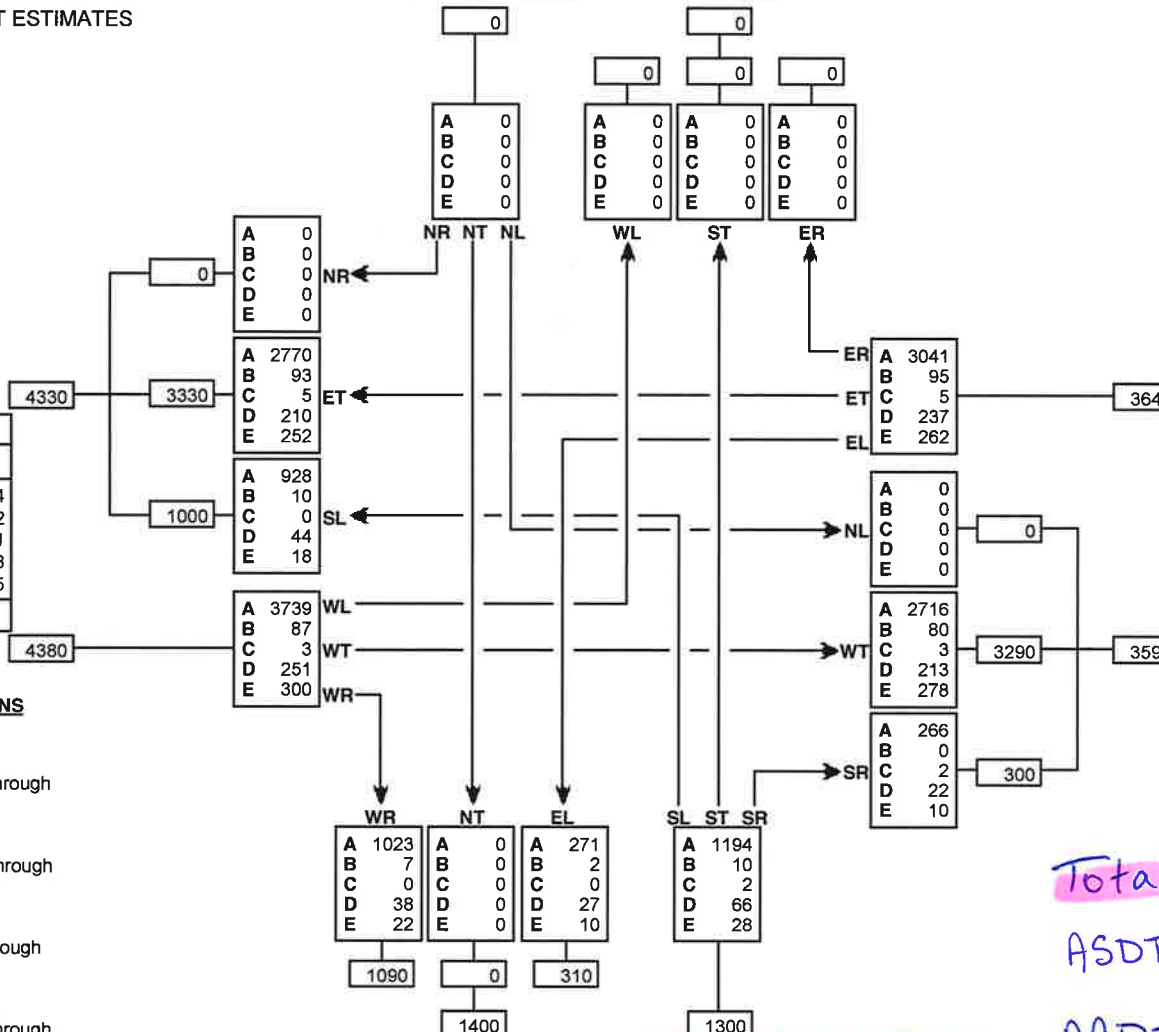 T ESTIMATES
0
0
0 0 0
A 0
B 0
C 0
D 0
E 0
A 0
B 0
C 0
D 0
E 0
A 0
B 0
C 0
D 0
E 0
A 0
B 0
C 0
D 0
E 0
NR NT NL
WL ST ER
0
A 0
B 0
C 0
D 0
E 0
NR
4330
3330
A 2770
B 93
C 5
D 210
E 252
ET
1000
A 928
B 10
C 0
D 44
E 18
SL
4380
A 3739
B 87
C 3
D 251
E 300
WL
WT
WR
ER
ET
EL
A 3041
B 95
C 5
D 237
E 262
364
NL
A 0
B 0
C 0
D 0
E 0
0
WT
A 2716
B 80
C 3
D 213
E 278
3290
359
SR
A 266
B 0
C 2
D 22
E 10
300
4
2
3
5
NS
rough
hrough
ough
WR NT EL
A 1023
B 7
C 0
D 38
E 22
1090
A 0
B 0
C 0
D 0
E 0
0
1400
A 271
B 2
C 0
D 27
E 10
310
SL ST SR
A 1194
B 10
C 2
D 66
E 28
1300
Tota
ASDT